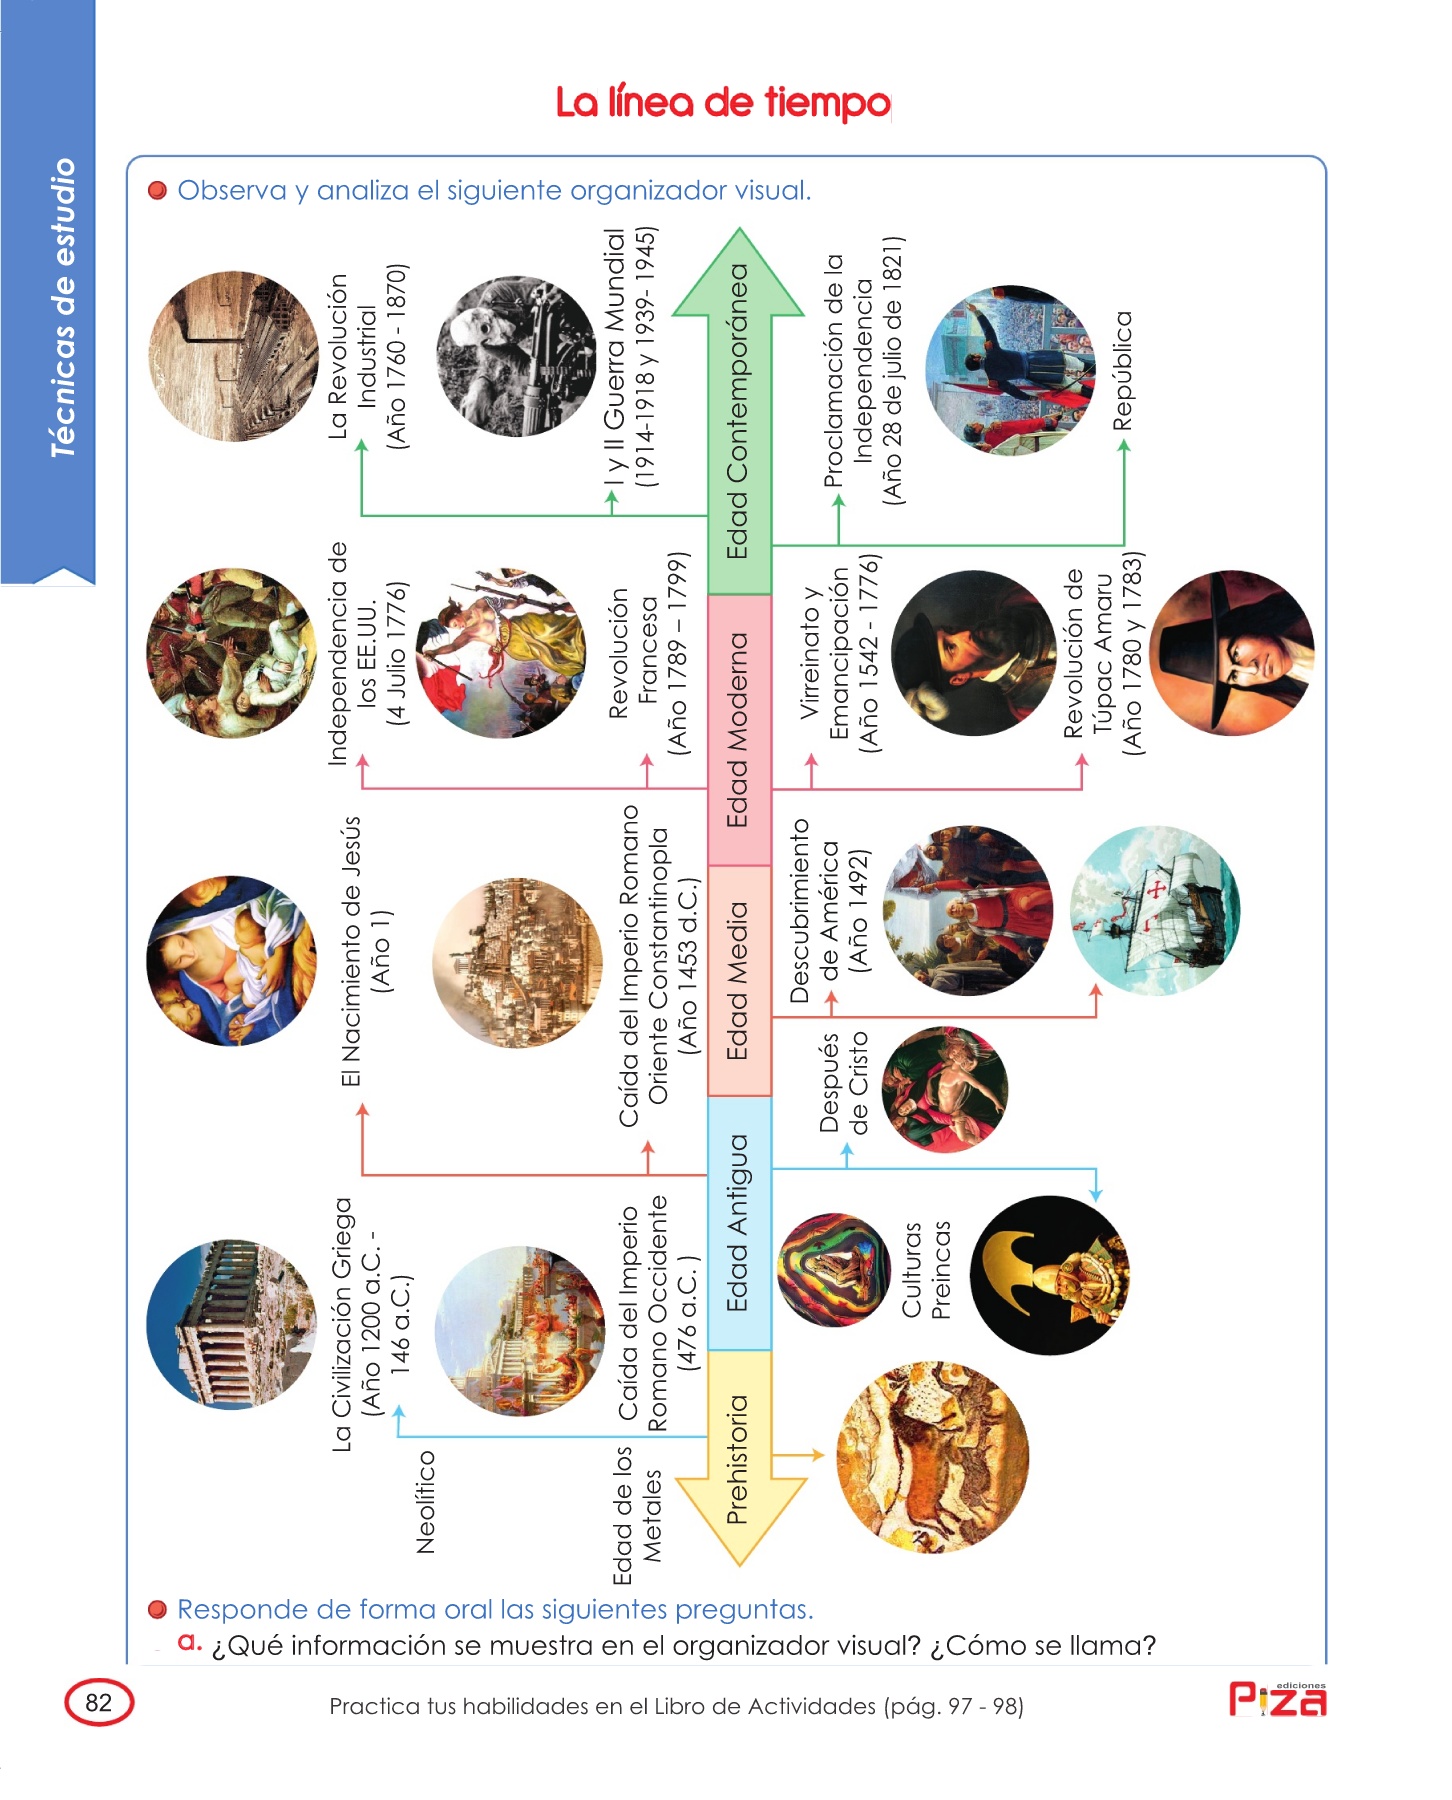 Técnicas de estudio
La línea de tiempo
Observa y analiza el siguiente organizador visual.
La Revolución
Industrial
(Año 1760 - 1870)
I y II Guerra Mundial
(1914-1918 y 1939- 1945)
Edad Contemporánea
Proclamación de la
Independencia
(Año 28 de julio de 1821)
República
Independencia de
los EE.UU.
(4 Julio 1776)
Revolución
Francesa
(Año 1789 – 1799)
Edad Moderna
Virreinato y
Emancipación
(Año 1542 - 1776)
Revolución de
Túpac Amaru
(Año 1780 y 1783)
El Nacimiento de Jesús
(Año 1)
Caída del Imperio Romano
Oriente Constantinopla
(Año 1453 d.C.)
Edad Media
Descubrimiento
de América
(Año 1492)
Después
de Cristo
La Civilización Griega
(Año 1200 a.C. -
146 a.C.)
Caída del Imperio
Romano Occidente
(476 a.C. )
Edad Antigua
Culturas
Preincas
Neolítico
Edad de los
Metales
Prehistoria
Responde de forma oral las siguientes preguntas.
a. ¿Qué información se muestra en el organizador visual? ¿Cómo se llama?
82
Practica tus habilidades en el Libro de Actividades (pág. 97 - 98)
ediciones
Piza